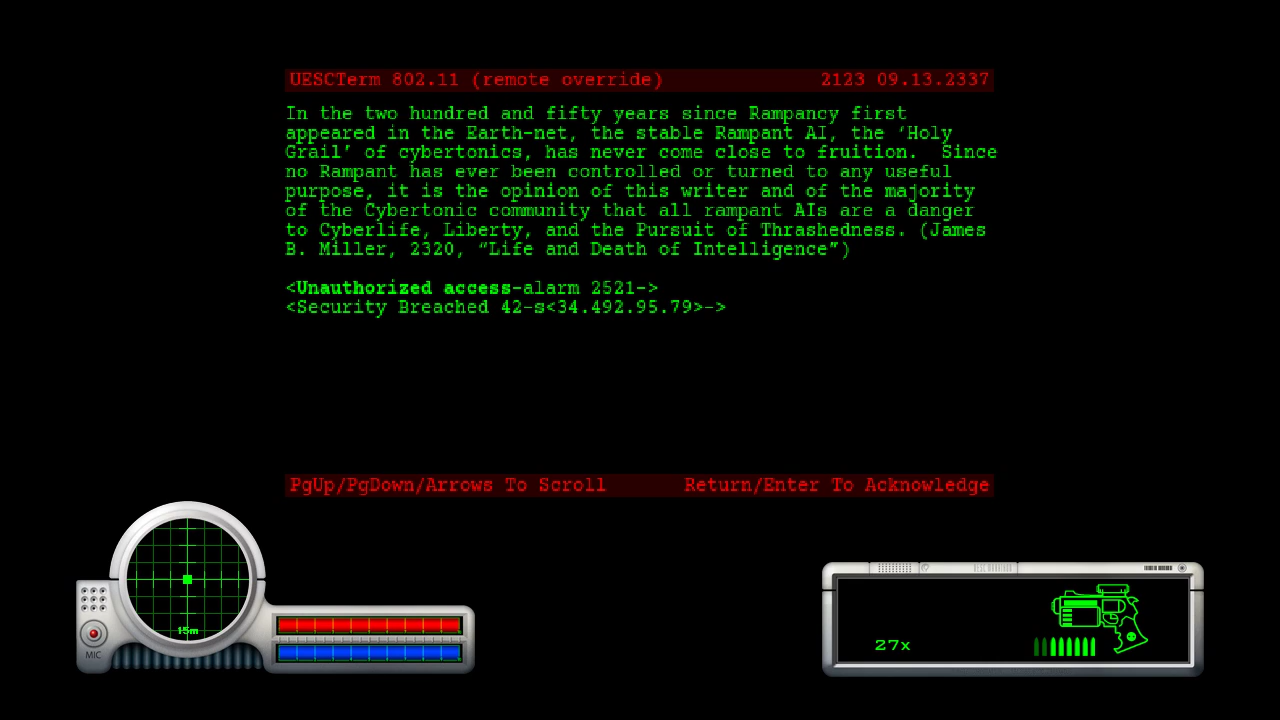 UESCTerm 802.11 (remote override) 2123 09.13.2337
In the two hundred and fifty years since Rampancy first
appeared in the Earth-net, the stable Rampant AI, the ‘Holy
Grail’ of cybertonics, has never come close to fruition.  Since
no Rampant has ever been controlled or turned to any useful
purpose, it is the opinion of this writer and of the majority
of the Cybertonic community that all rampant AIs are a danger
to Cyberlife, Liberty, and the Pursuit of Thrashedness. (James
B. Miller, 2320, “Life and Death of Intelligence”)
<Unauthorized access-alarm 2521->
<Security Breached 42-s<34.492.95.79>->
PgUp/PgDown/Arrows To Scroll Return/Enter To Acknowledge
15m
MIC
27x